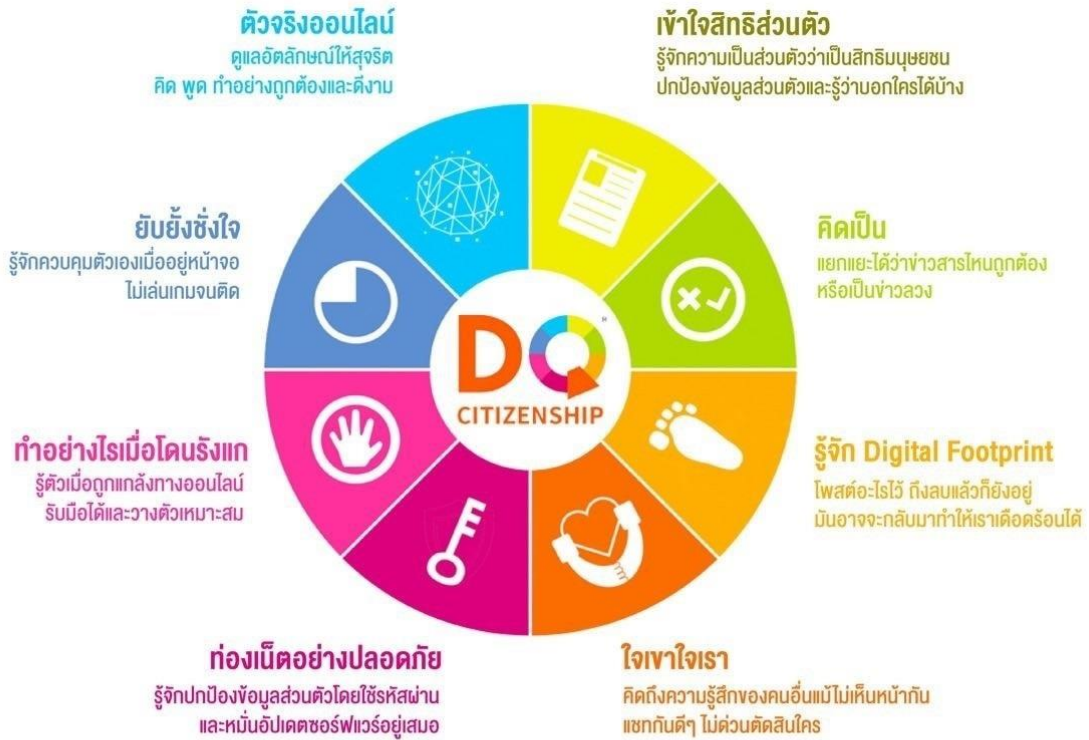 ตัวจริงออนไลน์
ดูแลอัตลักษณ์ให้สุจริต
คิด พูด ทำอย่างถูกต้องและดีงาม
เข้าใจสิทธิส่วนตัว
รู้จักความเป็นส่วนตัวว่าเป็นสิทธิมนุษยชน
ปกป้องข้อมูลส่วนตัวและรู้ว่าบอกใครได้บ้าง
ยับยั้งชั่งใจ
รู้จักควบคุมตัวเองเมื่ออยู่หน้าจอ
ไม่เล่นเกมจนติด
คิดเป็น
แยกแยะได้ว่าข่าวสารไหนถูกต้อง
หรือเป็นข่าวลวง
DQ
CITIZENSHIP
ทำอย่างไรเมื่อโดนรังแก
รู้ตัวเมื่อถูกแกล้งทางออนไลน์
รับมือได้และวางตัวเหมาะสม
รู้จัก Digital Footprint
โพสต์อะไรไว้ ถึงลบแล้วก็ยังอยู่
มันอาจจะกลับมาทำให้เราเดือดร้อนได้
ท่องเน็ตอย่างปลอดภัย
รู้จักปกป้องข้อมูลส่วนตัวโดยใช้รหัสผ่าน
และหมั่นอัปเดตซอร์ฟแวร์อยู่เสมอ
ใจเขาใจเรา
คิดถึงความรู้สึกของคนอื่นแม้ไม่เห็นหน้ากัน
แชทกันดีๆ ไม่ด่วนตัดสินใคร